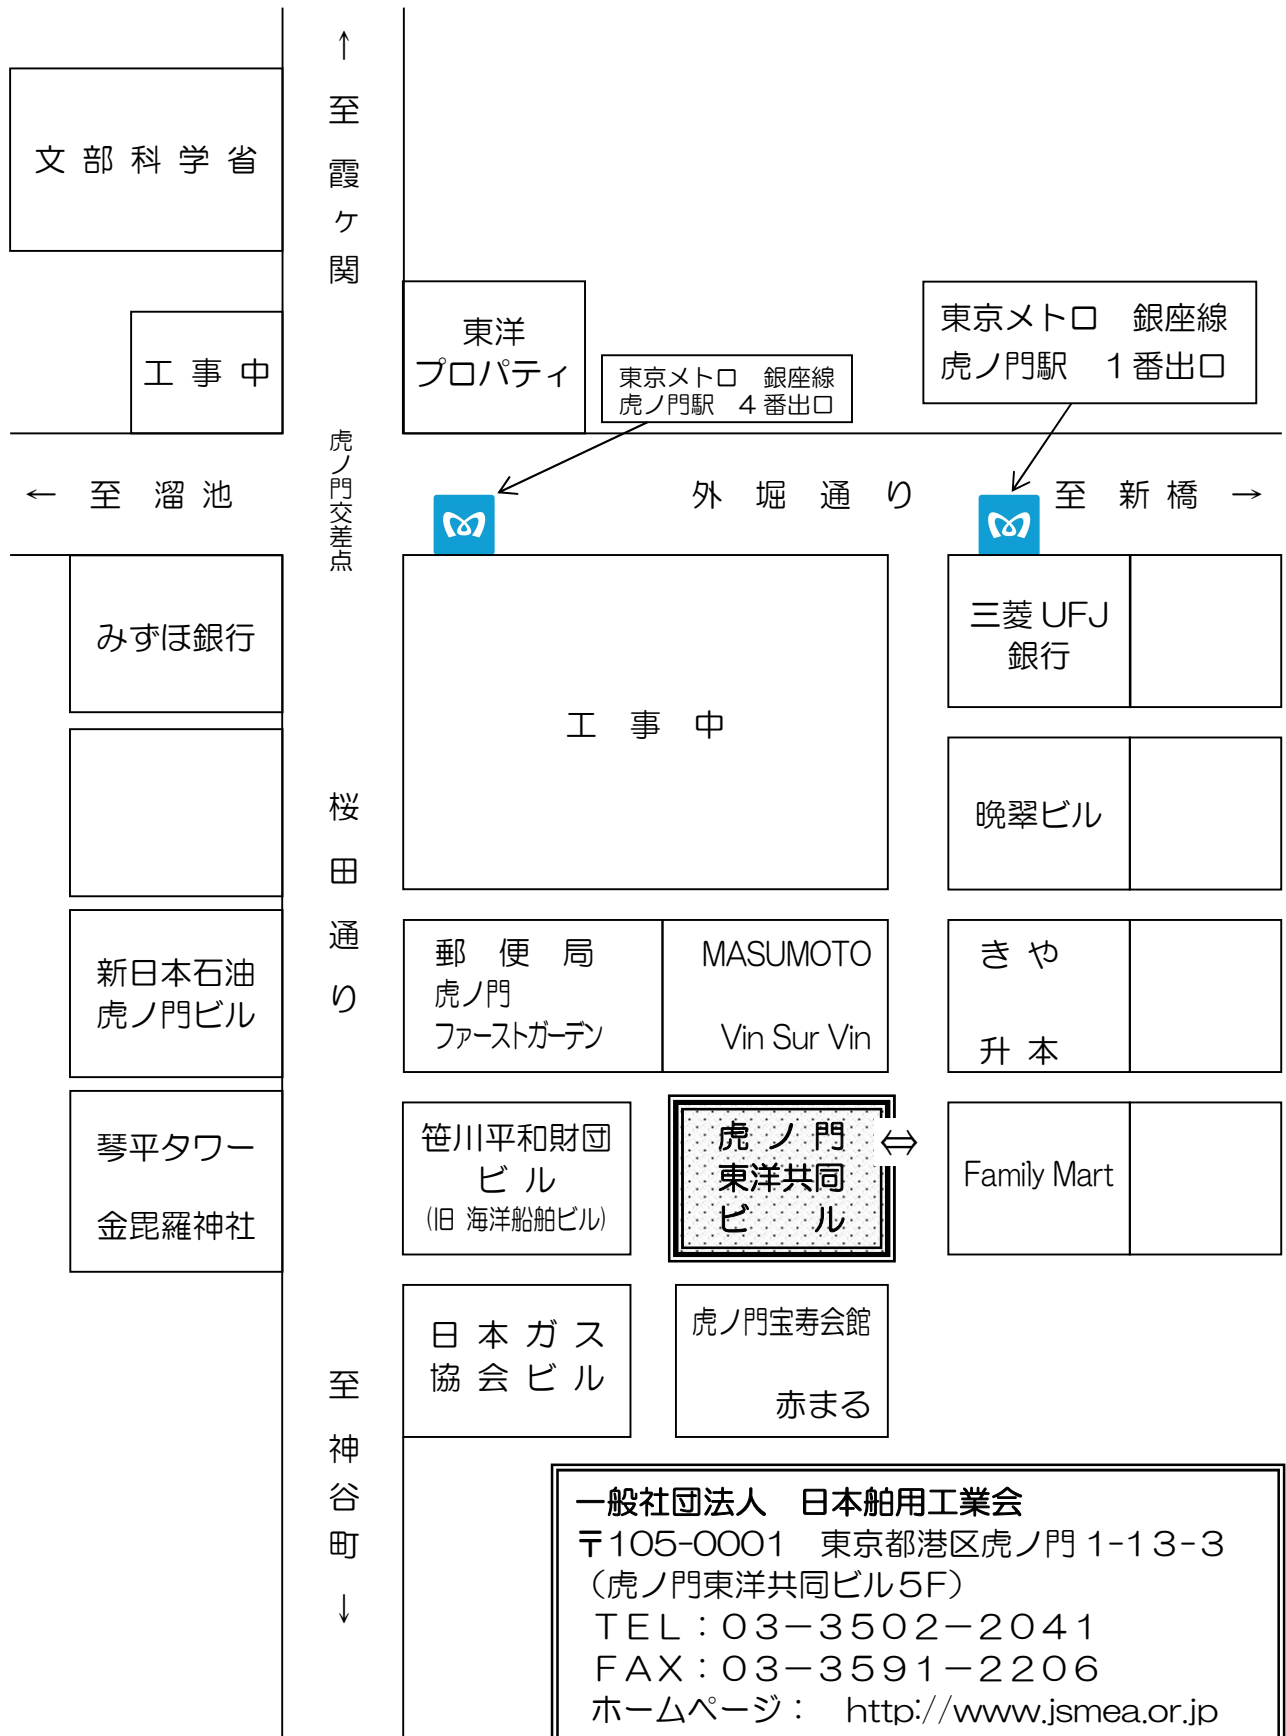 ↑ 至霞ヶ関
文部科学省
工事中
東洋
プロパティ
東京メトロ 銀座線
虎ノ門駅 4番出口
東京メトロ 銀座線
虎ノ門駅 1番出口
← 至 溜池
虎ノ門交差点
外堀通り
至 新橋 →
みずほ銀行
工事中
三菱UFJ
銀行
晩翠ビル
桜田通り
新日本石油
虎ノ門ビル
郵便局
虎ノ門
ファーストガーデン
MASUMOTO
Vin Sur Vin
きや
升本
琴平タワー
金毘羅神社
笹川平和財団
ビル
(旧 海洋船舶ビル)
虎ノ門
東洋共同
ビル
⇔
Family Mart
日本ガス
協会ビル
虎ノ門宝寿会館
赤まる
至神谷町 ↓
一般社団法人 日本舶用工業会
〒105-0001 東京都港区虎ノ門1-13-3
（虎ノ門東洋共同ビル5F）
ＴＥＬ：０３－３５０２－２０４１
ＦＡＸ：０３－３５９１－２２０６
ホームページ： http://www.jsmea.or.jp